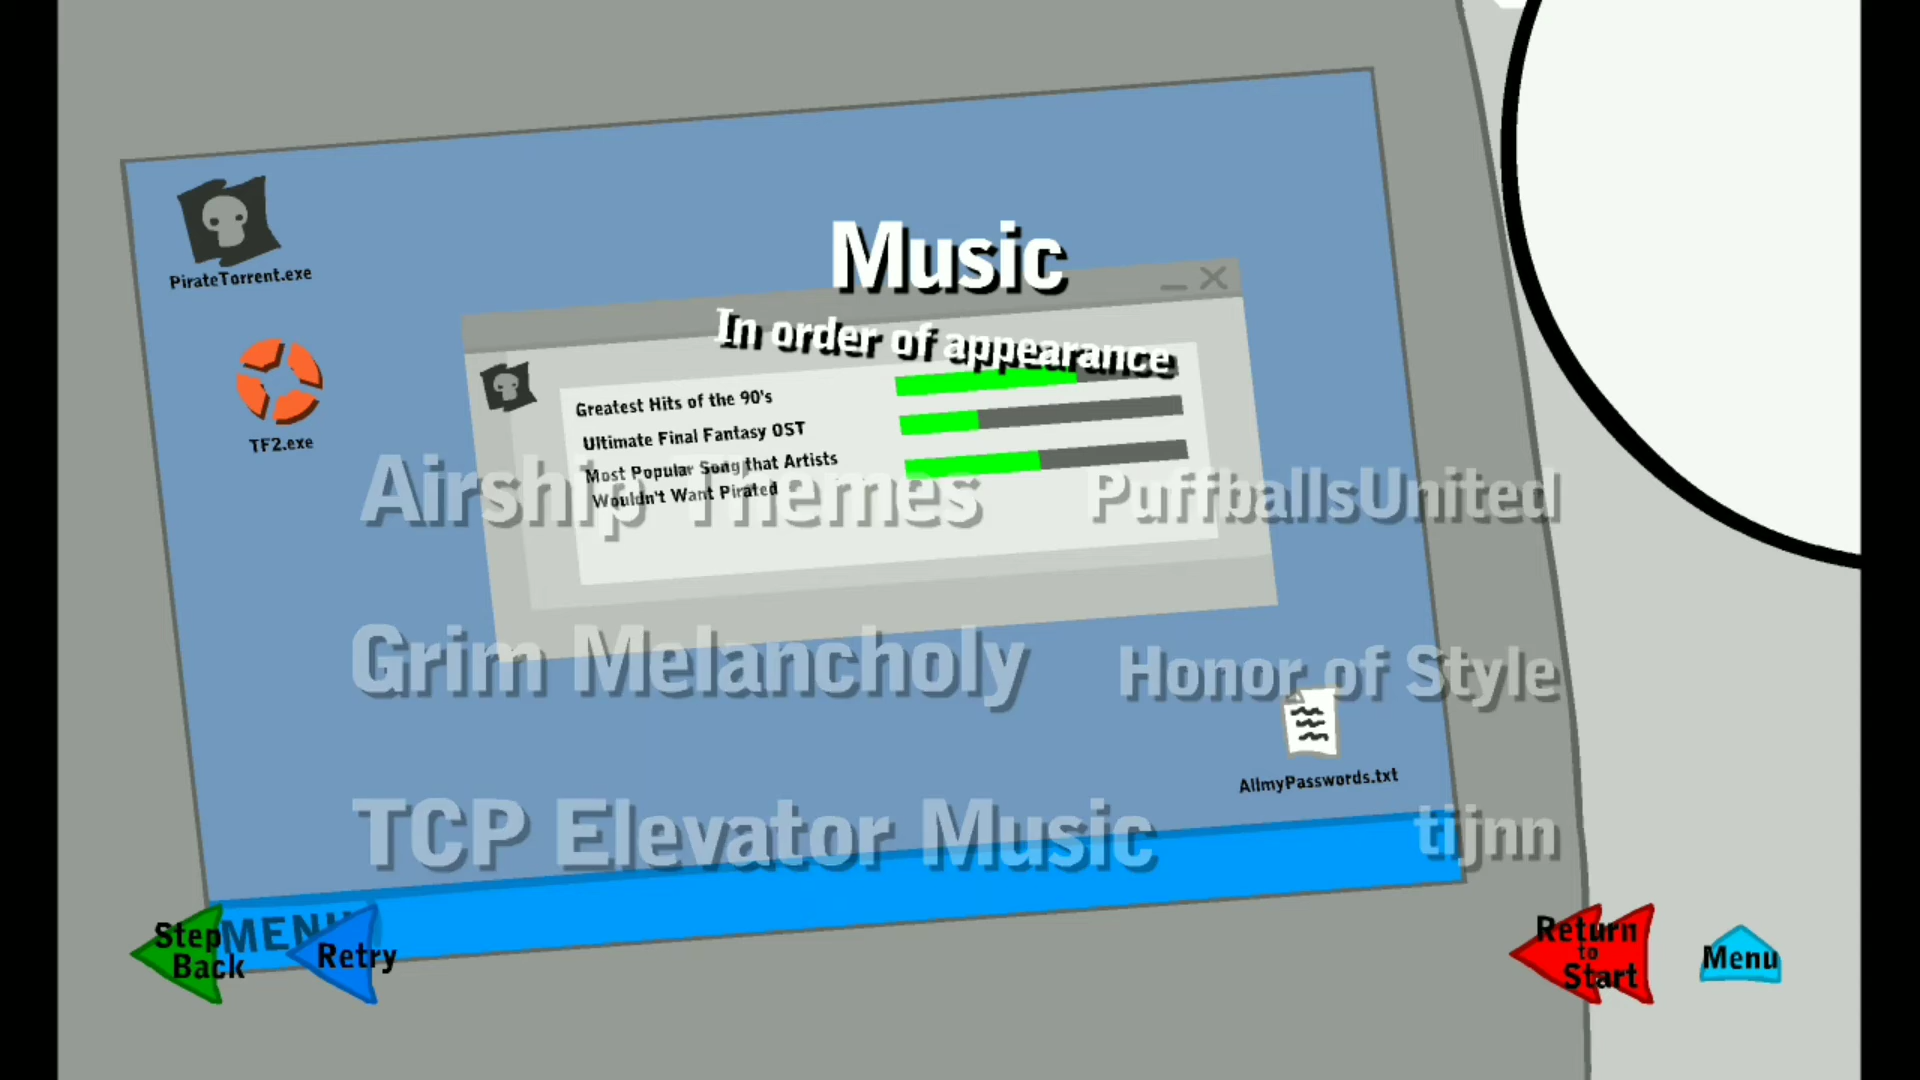 Music
In order of appearance
PirateTorrent.exe
TF2.exe
Greatest Hits of the 90's
Ultimate Final Fantasy OST
Most Popular Song that Artists
Wouldn't Want Pirated
Airship Themes PuffballsUnited
Grim Melancholy Honor of Style
AllmyPasswords.txt
TCP Elevator Music tijnn
MENU
Step
Back
Retry
Return
to
Start
Menu